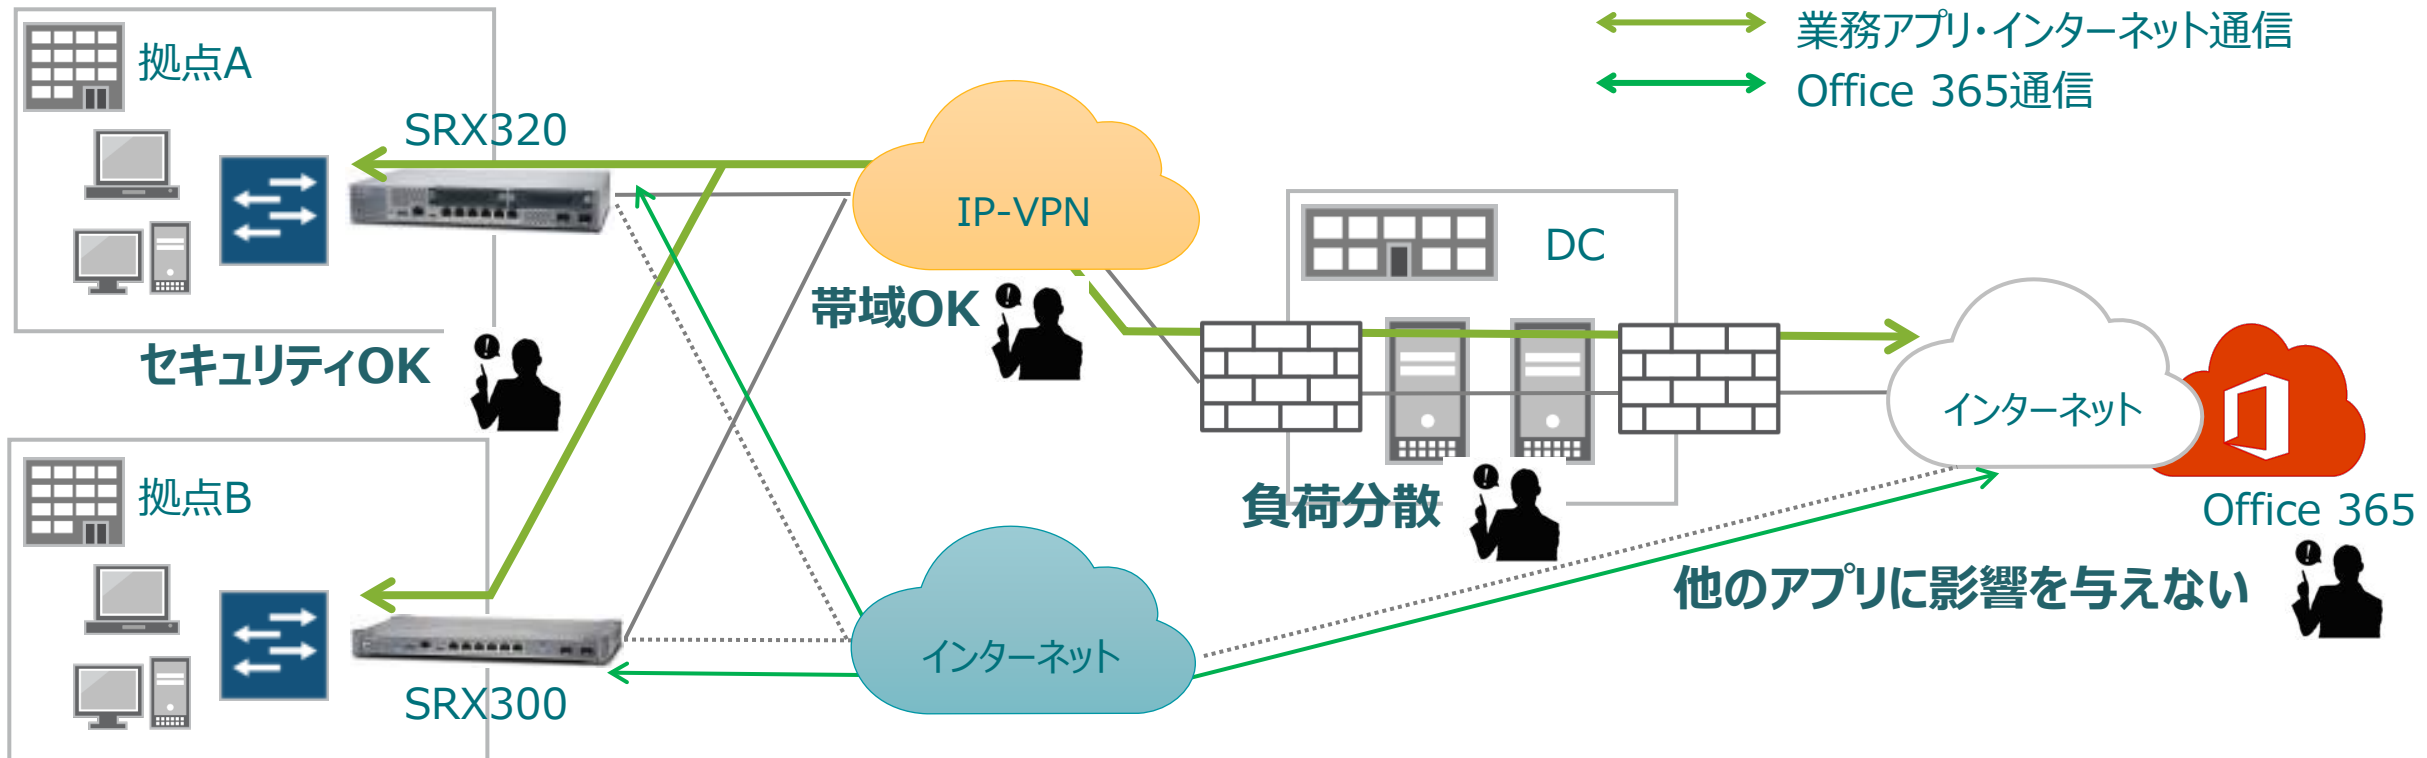 業務アプリ・インターネット通信
Office 365通信
拠点A
SRX320
IP-VPN
DC
帯域OK
セキュリティOK
インターネット
拠点B
負荷分散
Office 365
他のアプリに影響を与えない
インターネット
SRX300